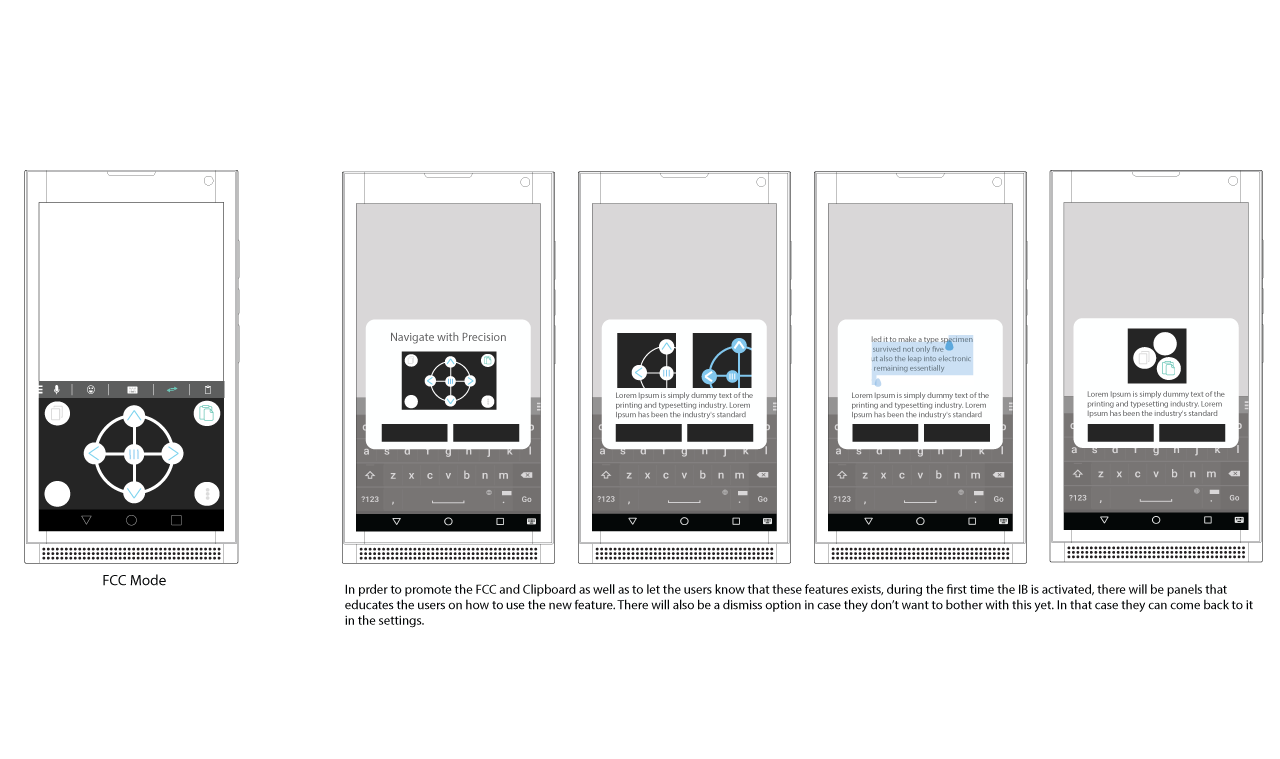 Navigate with Precision
Lorem Ipsum is simply dummy text of the
printing and typesetting industry. Lorem
Ipsum has been the industry's standard
led it to make a type specimen
survived not only five
ut also the leap into electronic
remaining essentially
Lorem Ipsum is simply dummy text of the
printing and typesetting industry. Lorem
Ipsum has been the industry's standard
Lorem Ipsum is simply dummy text of the
printing and typesetting industry. Lorem
Ipsum has been the industry's standard
a s d f g h j k l
z x c v b n m
?123 , Go
a s d f g h j k l
z x c v b n m
?123 , Go
a s d f g h j k l
z x c v b n m
?123 , Go
a s d f g h j k l
z x c v b n m
?123 , Go
FCC Mode
In prder to promote the FCC and Clipboard as well as to let the users know that these features exists, during the first time the IB is activated, there will be panels that
educates the users on how to use the new feature. There will also be a dismiss option in case they don't want to bother with this yet. In that case they can come back to it
in the settings.